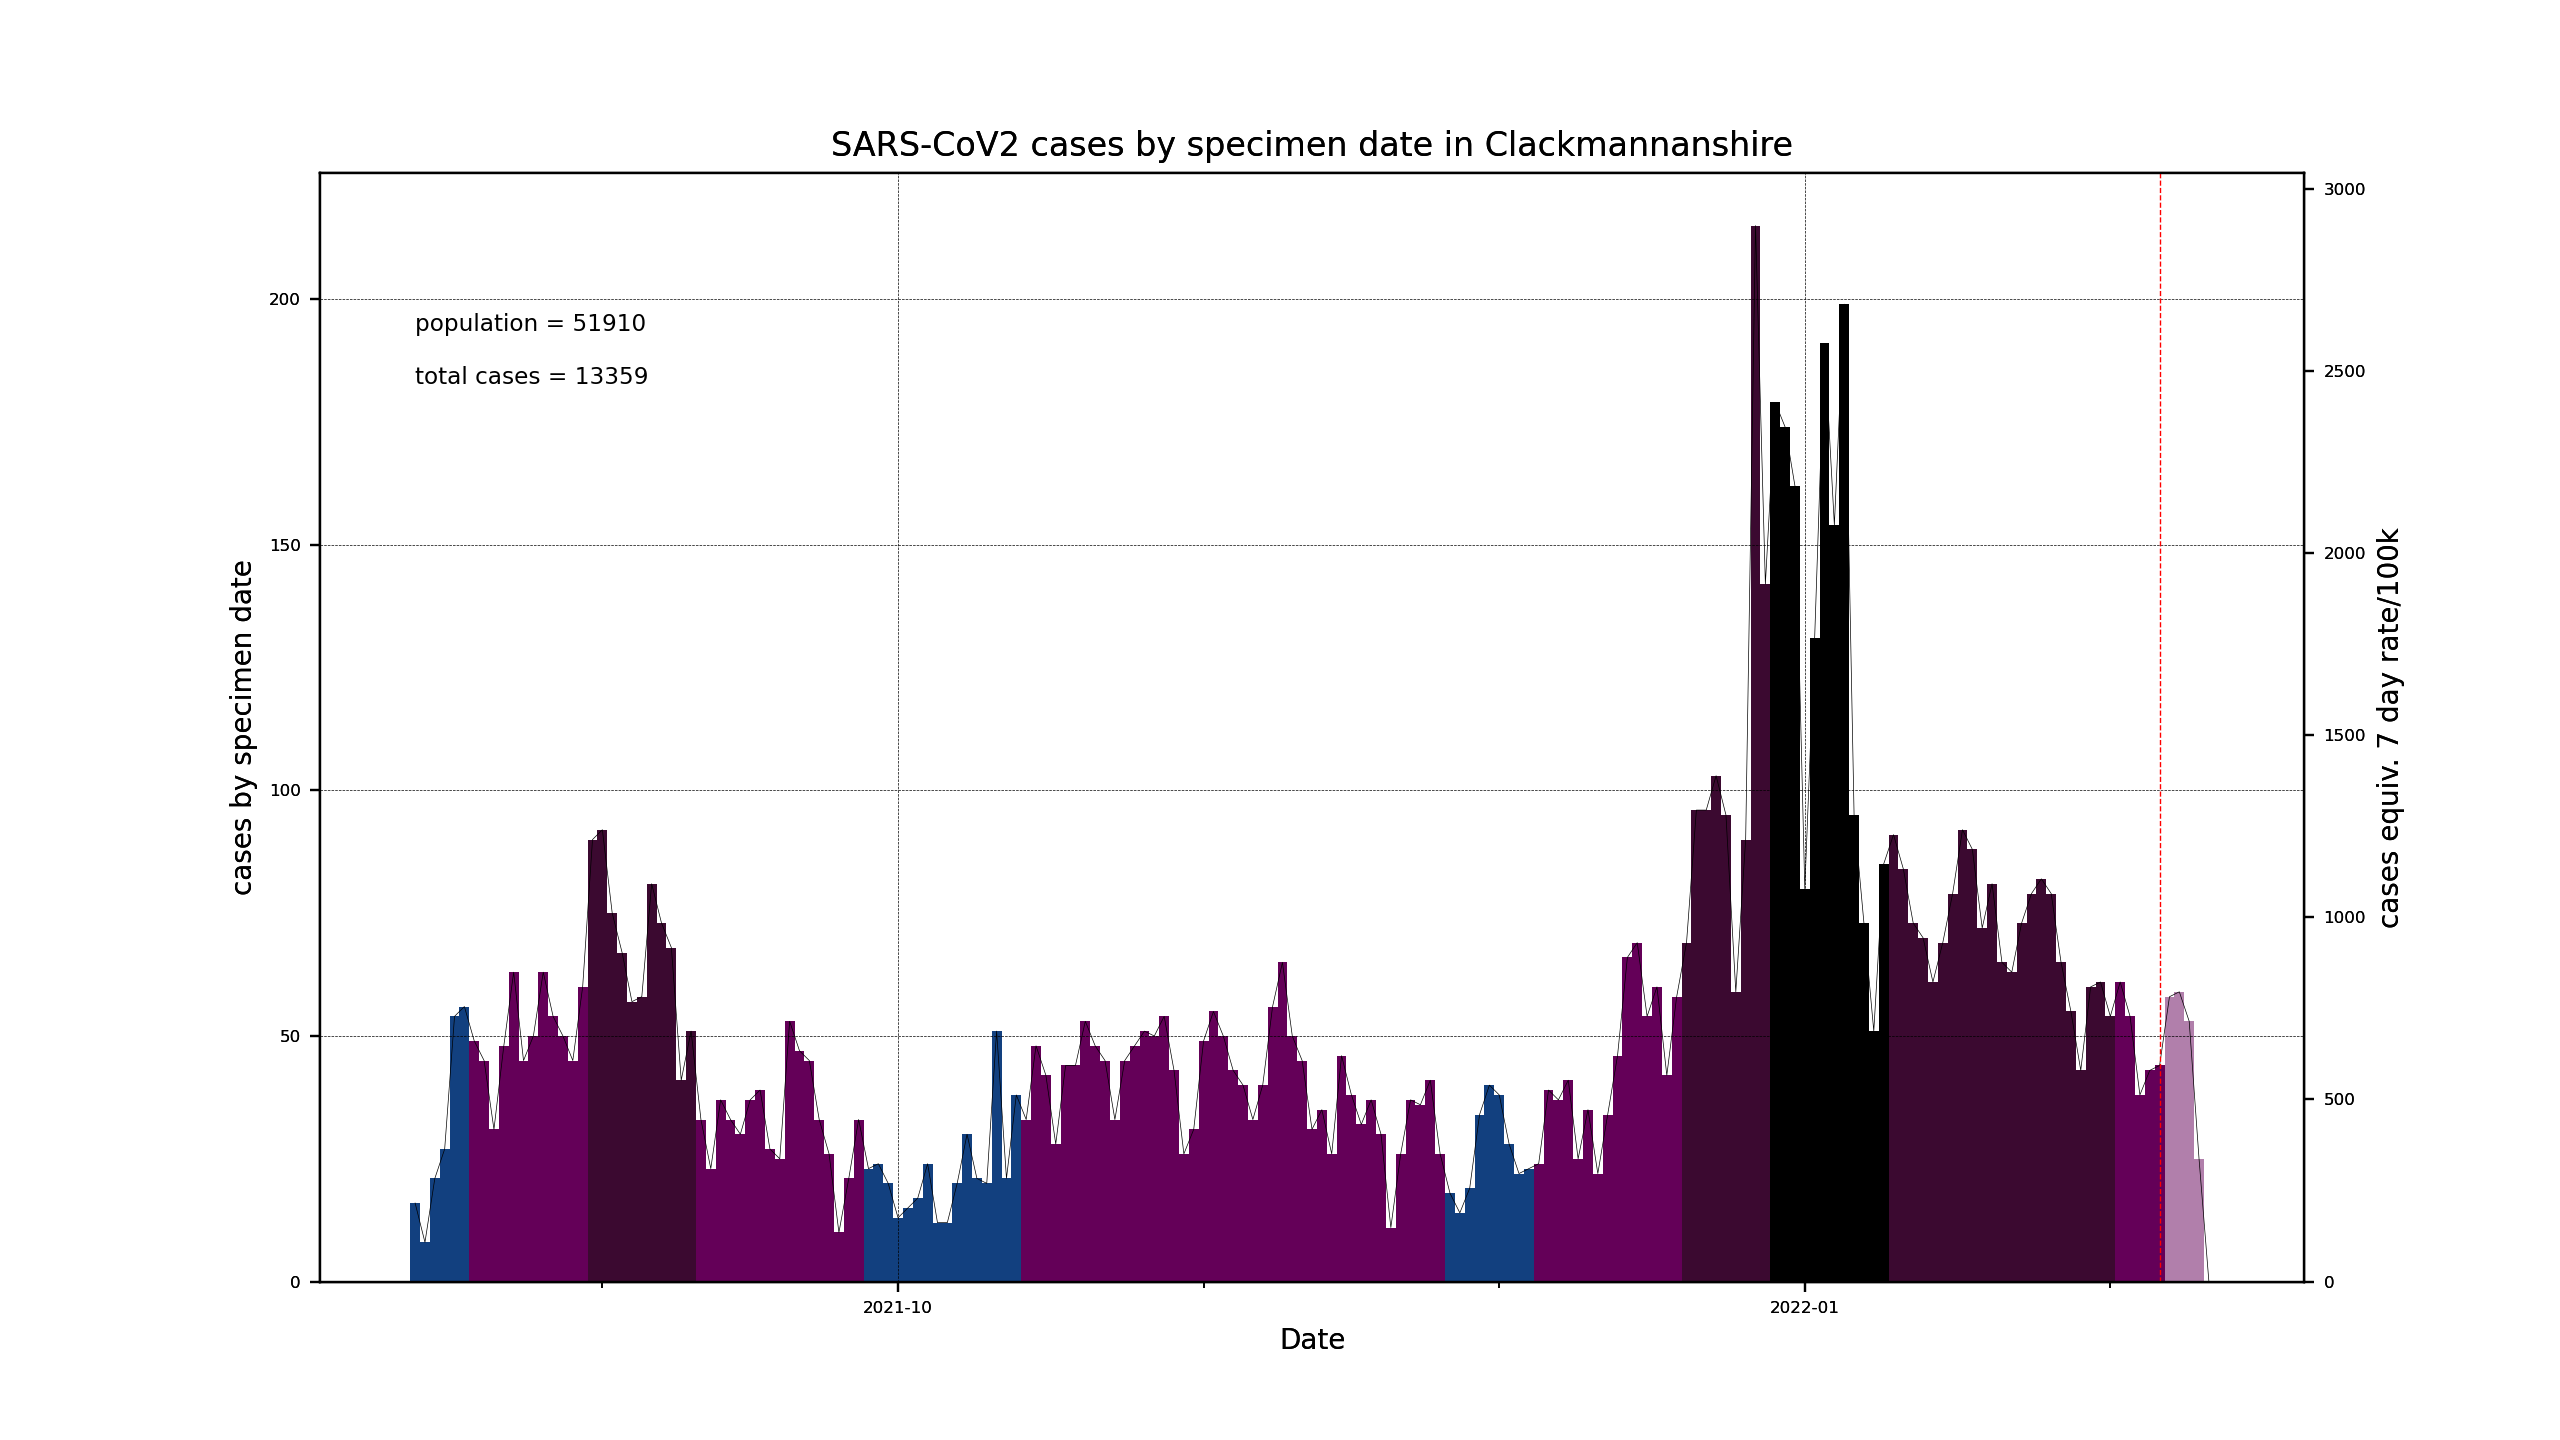 SARS-CoV2 cases by specimen date in Clackmannanshire
population = 51910
total cases = 13359
cases by specimen date
200
150
100
50
0
3000
2500
2000
1500
1000
500
0
cases equiv. 7 day rate/100k
2021-10
2022-01
Date